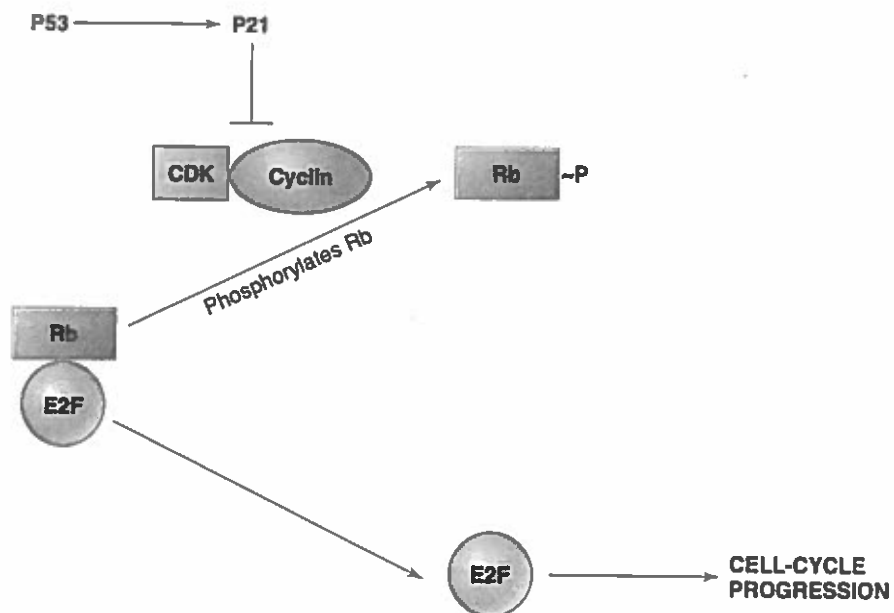 P53 P21
CDK Cyclin Rb ~P
Phosphorylates Rb
Rb
E2F
E2F CELL-CYCLE
PROGRESSION